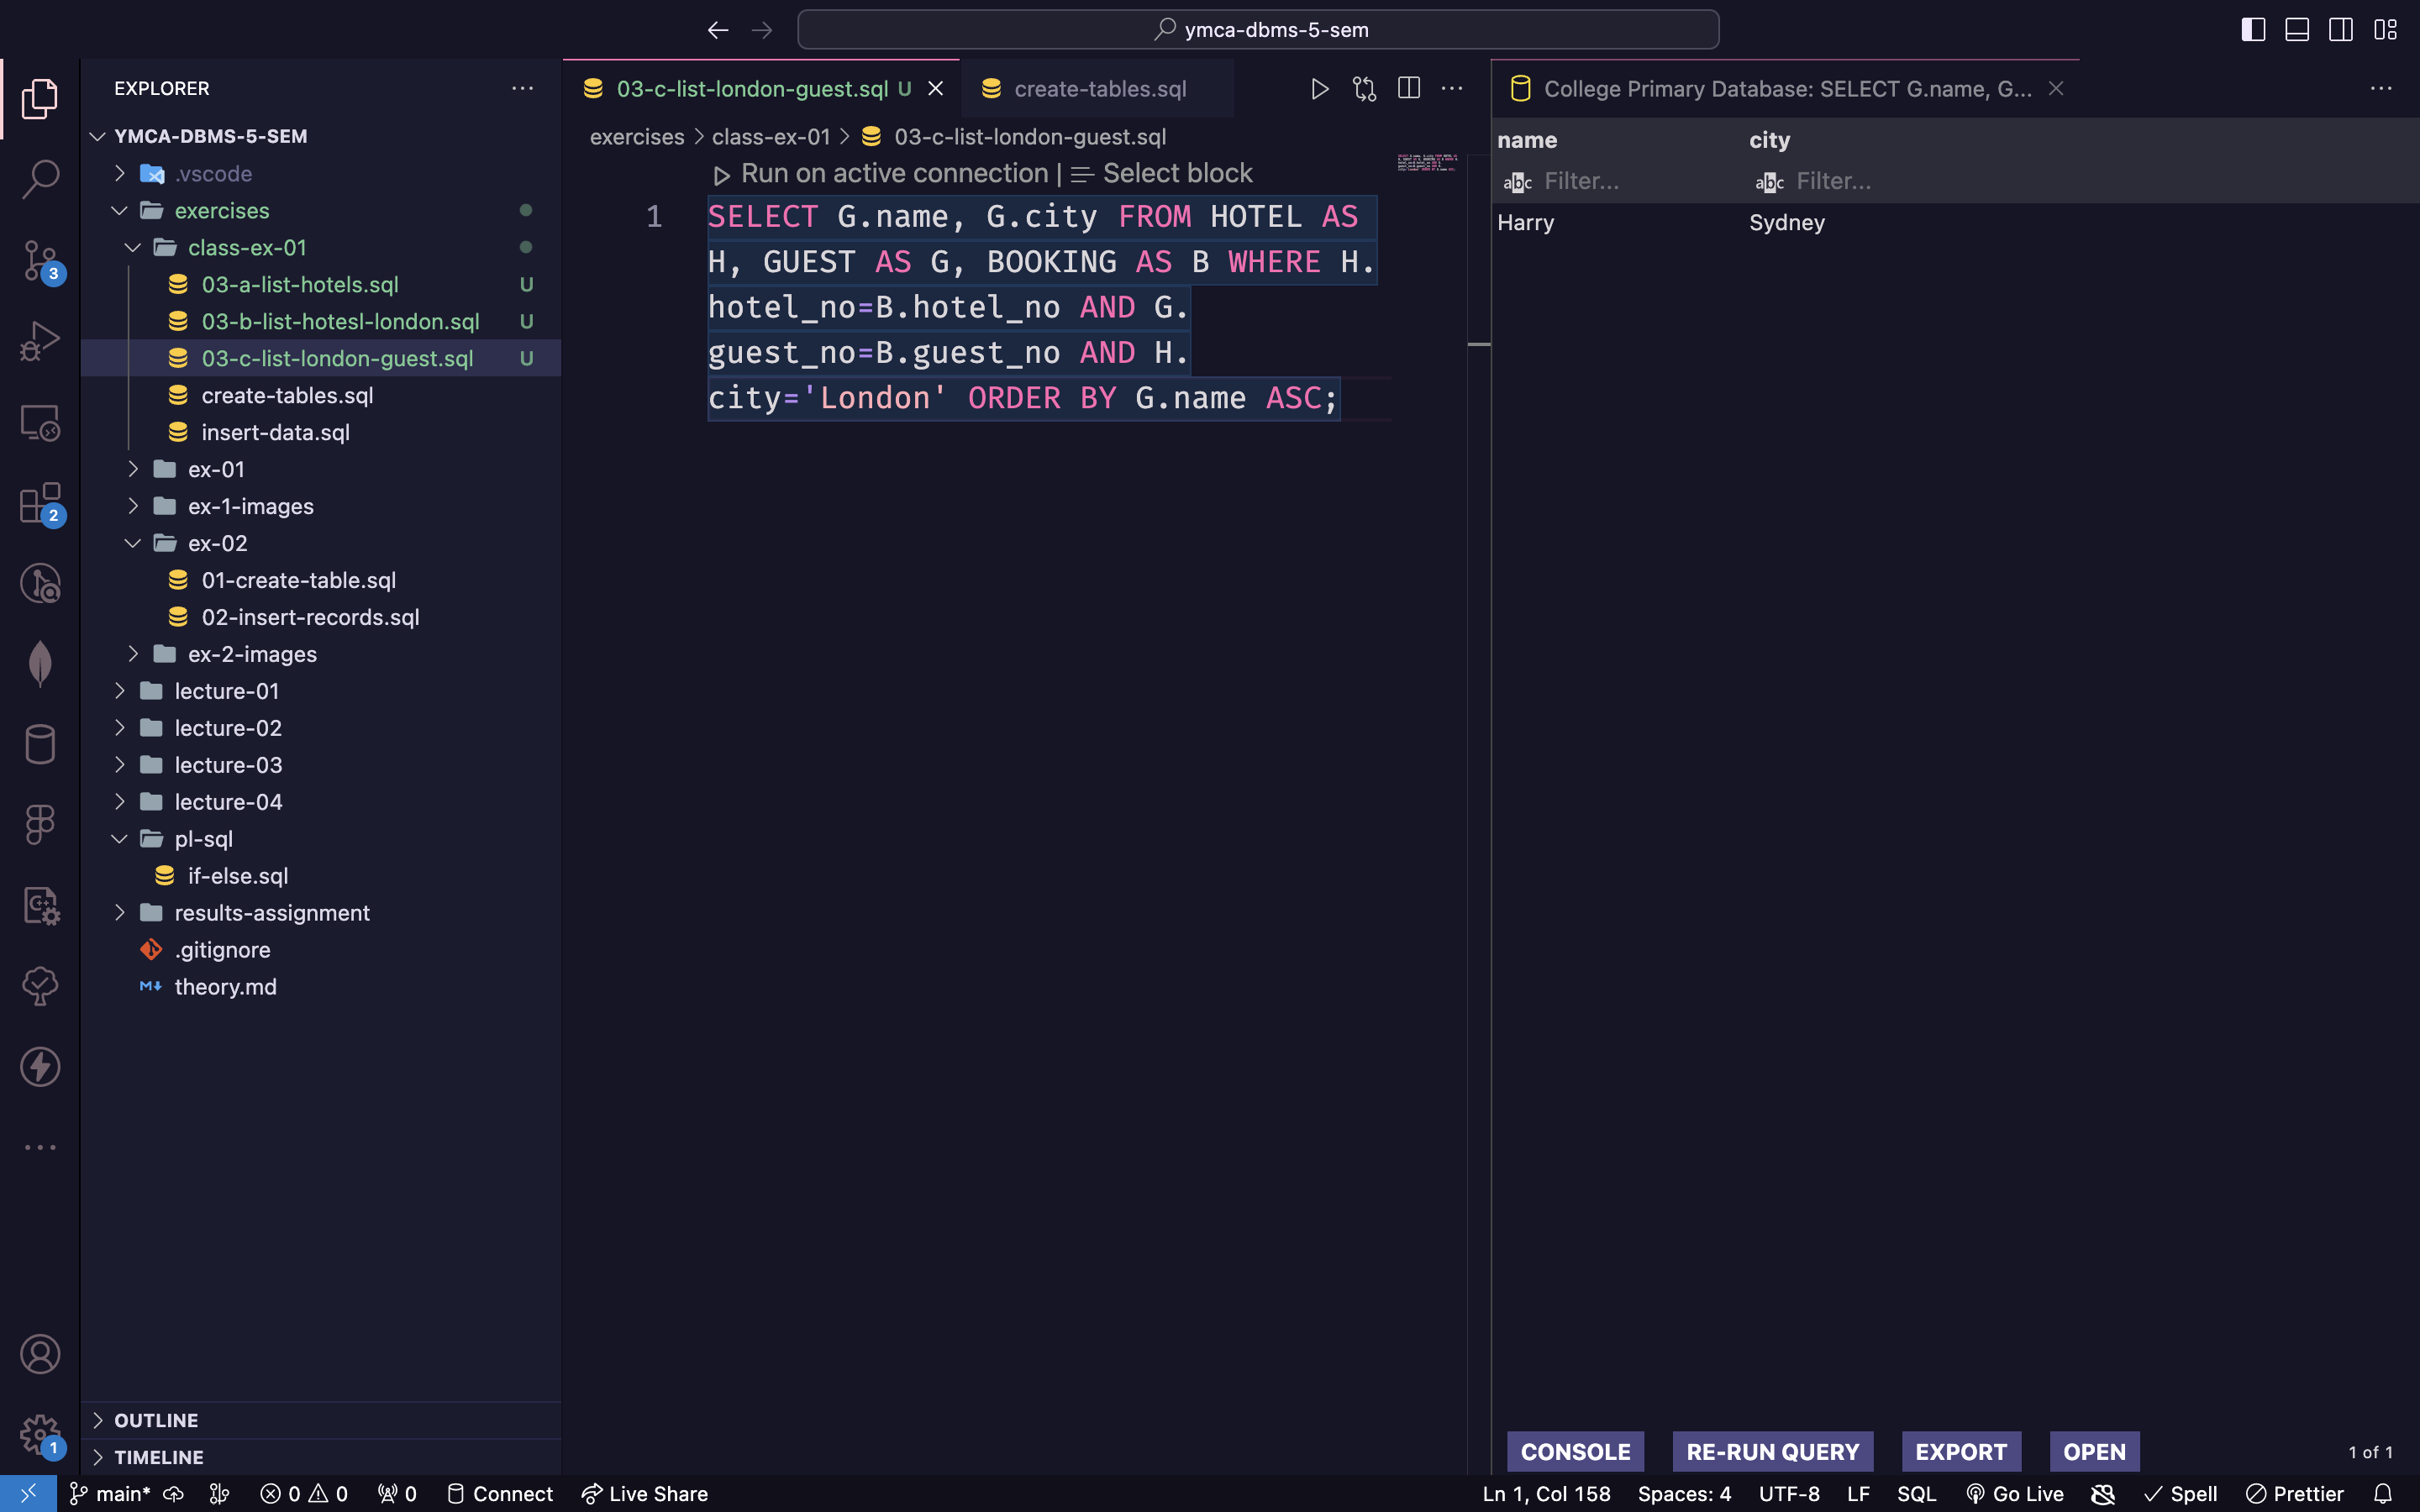 ymca-dbms-5-sem
EXPLORER
YMCA-DBMS-5-SEM
.vscode
exercises
class-ex-01
03-a-list-hotels.sql U
03-b-list-hotesl-london.sql U
03-c-list-london-guest.sql U
create-tables.sql
insert-data.sql
ex-01
ex-1-images
ex-02
01-create-table.sql
02-insert-records.sql
ex-2-images
lecture-01
lecture-02
lecture-03
lecture-04
pl-sql
if-else.sql
results-assignment
.gitignore
theory.md
OUTLINE
TIMELINE
3
2
1
03-c-list-london-guest.sql U
create-tables.sql
exercises > class-ex-01 > 03-c-list-london-guest.sql
Run on active connection | Select block
1
SELECT G.name, G.city FROM HOTEL AS
H, GUEST AS G, BOOKING AS B WHERE H.
hotel_no=B.hotel_no AND G.
guest_no=B.guest_no AND H.
city='London' ORDER BY G.name ASC;
College Primary Database: SELECT G.name, G...
name city
abc Filter... abc Filter...
Harry Sydney
CONSOLE RE-RUN QUERY EXPORT OPEN 1 of 1
main* 0 0 0 Connect Live Share Ln 1, Col 158 Spaces: 4 UTF-8 LF SQL Go Live Spell Prettier